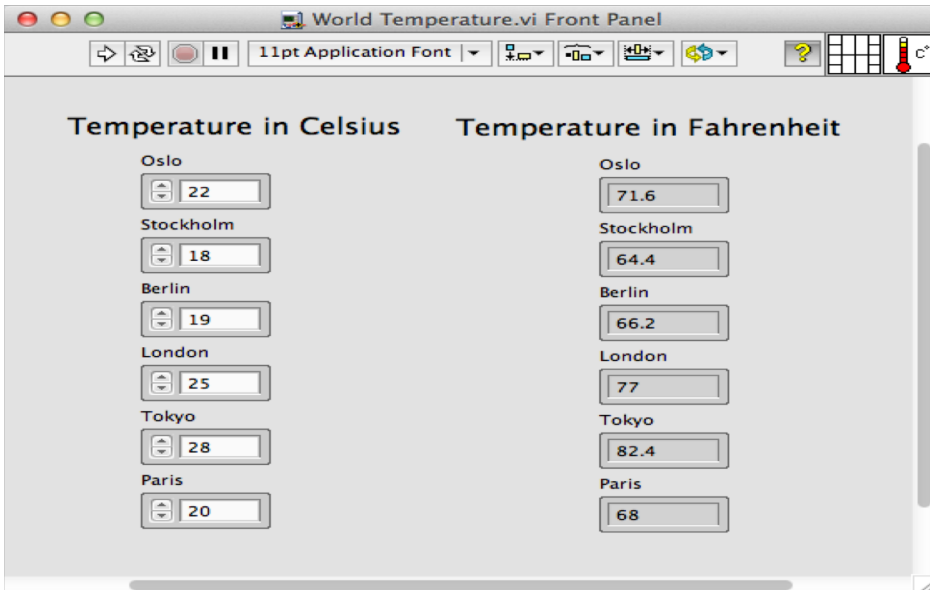 World Temperature.vi Front Panel
11pt Application Font
?
C°
Temperature in Celsius
Oslo
22
Stockholm
18
Berlin
19
London
25
Tokyo
28
Paris
20
Temperature in Fahrenheit
Oslo
71.6
Stockholm
64.4
Berlin
66.2
London
77
Tokyo
82.4
Paris
68